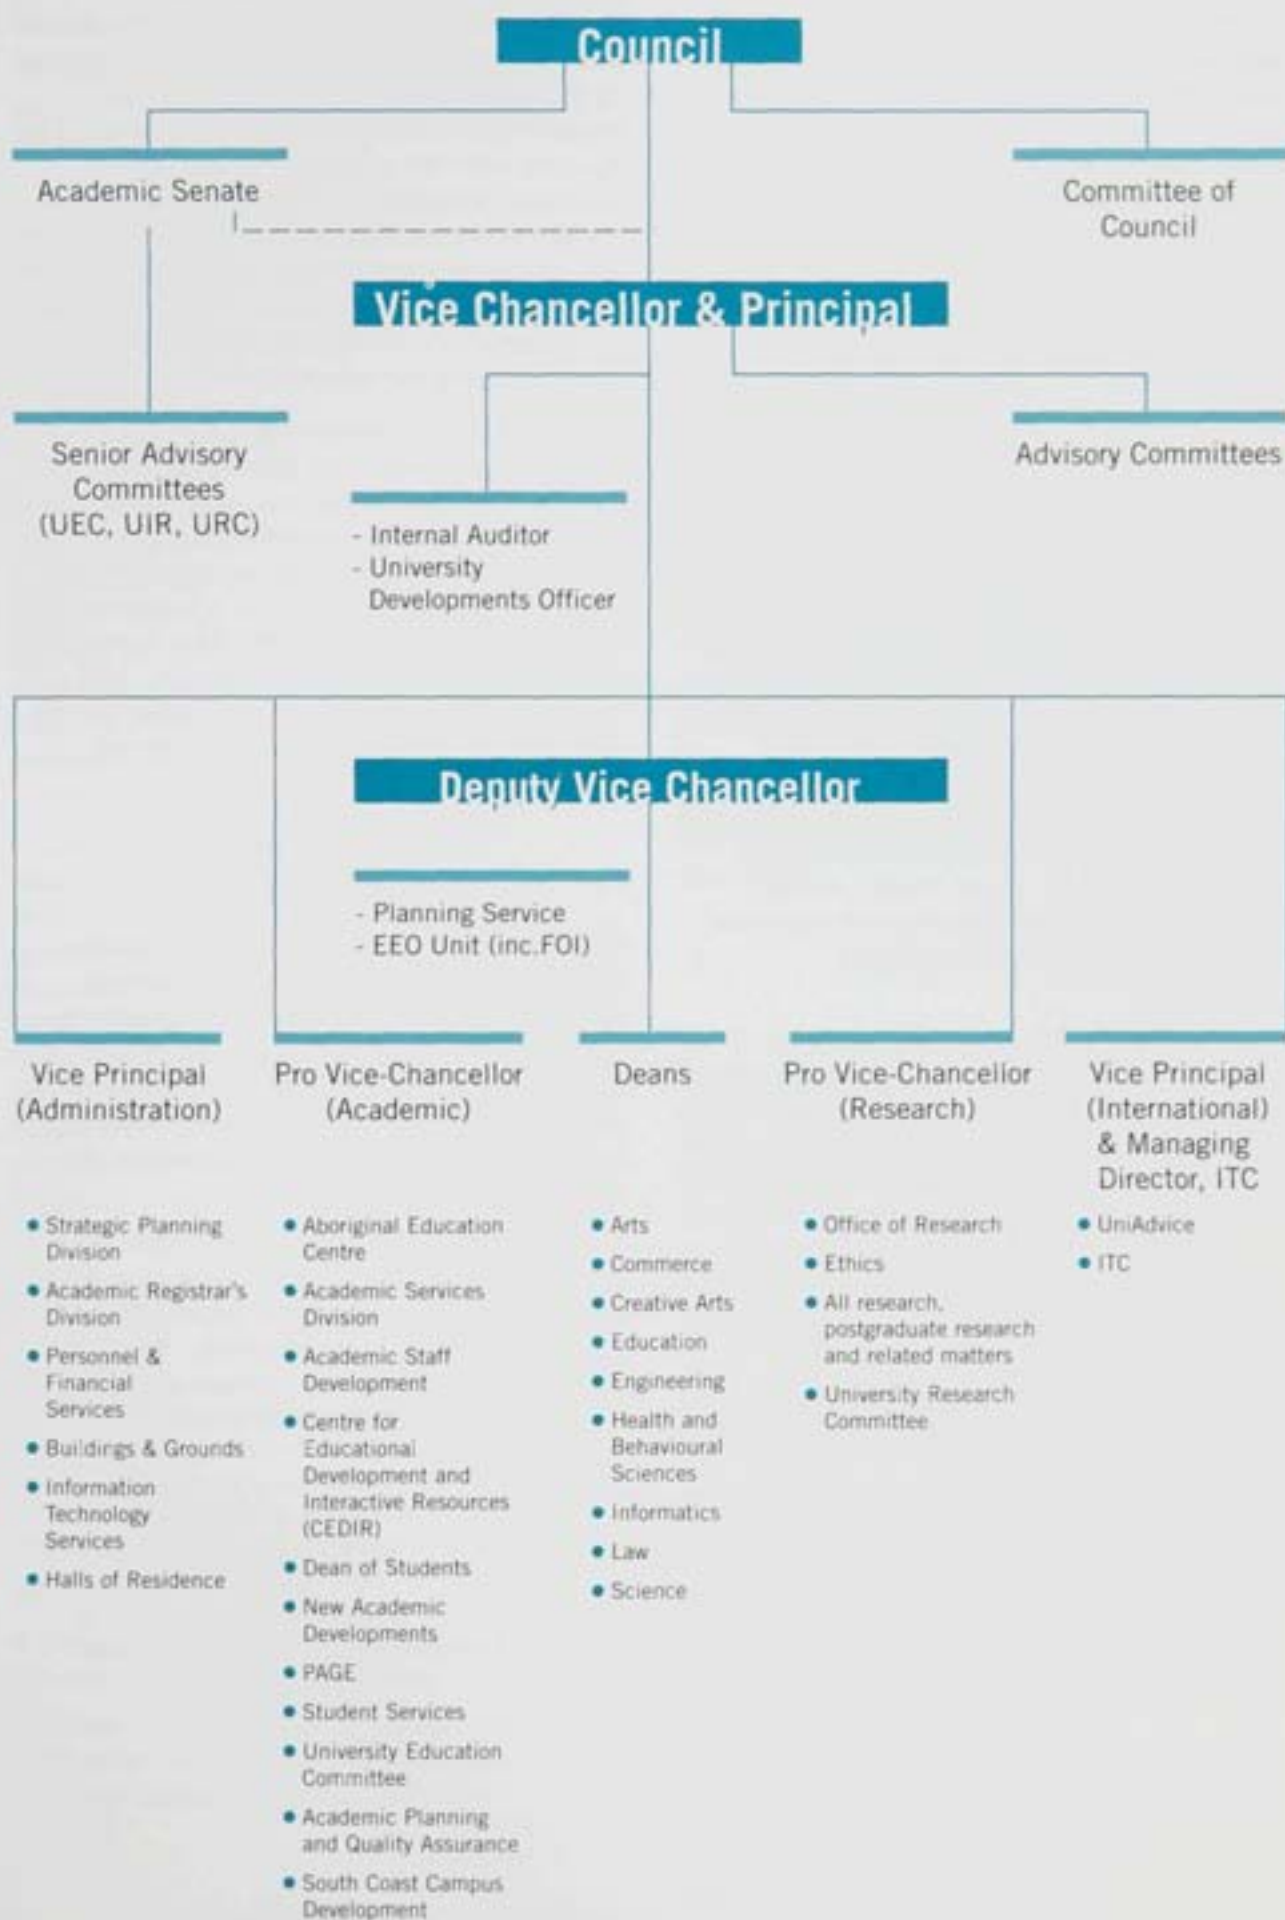 Council
Academic Senate
Committee of
Council
Vice Chancellor & Principal
Senior Advisory
Committees
(UEC, UIR, URC)
Advisory Committees
- Internal Auditor
- University
Developments Officer
Deputy Vice Chancellor
- Planning Service
- EEO Unit (inc.FOI)
Vice Principal
(Administration)
• Strategic Planning
Division
• Academic Registrar's
Division
• Personnel &
Financial
Services
• Buildings & Grounds
• Information
Technology
Services
• Halls of Residence
Pro Vice-Chancellor
(Academic)
• Aboriginal Education
Centre
• Academic Services
Division
• Academic Staff
Development
• Centre for
Educational
Development and
Interactive Resources
(CEDIR)
• Dean of Students
• New Academic
Developments
• PAGE
• Student Services
• University Education
Committee
• Academic Planning
and Quality Assurance
• South Coast Campus
Development
Deans
• Arts
• Commerce
• Creative Arts
• Education
• Engineering
• Health and
Behavioural
Sciences
• Informatics
• Law
• Science
Pro Vice-Chancellor
(Research)
• Office of Research
• Ethics
• All research,
postgraduate research
and related matters
• University Research
Committee
Vice Principal
(International)
& Managing
Director, ITC
• UniAdvice
• ITC